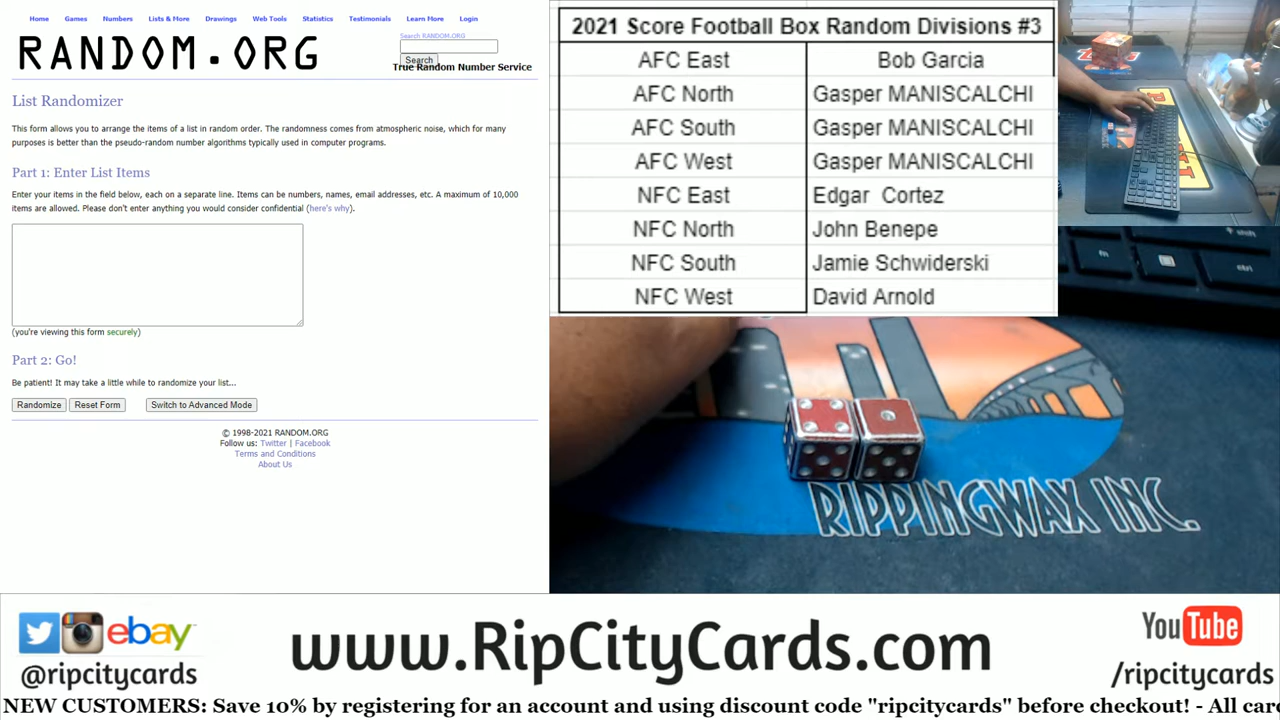 Home Games Numbers Lists & More Drawings Web Tools Statistics Testimonials Learn More Login
RANDOM.ORG
Search RANDOM.ORG
Search
True Random Number Service
List Randomizer
This form allows you to arrange the items of a list in random order. The randomness comes from atmospheric noise, which for many
purposes is better than the pseudo-random number algorithms typically used in computer programs.
Part 1: Enter List Items
Enter your items in the field below, each on a separate line. Items can be numbers, names, email addresses, etc. A maximum of 10,000
items are allowed. Please don't enter anything you would consider confidential (here's why).
(you're viewing this form securely)
Part 2: Go!
Be patient! It may take a little while to randomize your list...
Randomize Reset Form Switch to Advanced Mode
© 1998-2021 RANDOM.ORG
Follow us: Twitter | Facebook
Terms and Conditions
About Us
2021 Score Football Box Random Divisions #3
AFC East Bob Garcia
AFC North Gasper MANISCALCHI
AFC South Gasper MANISCALCHI
AFC West Gasper MANISCALCHI
NFC East Edgar Cortez
NFC North John Benepe
NFC South Jamie Schwiderski
NFC West David Arnold
RIPPINGWAX INC.
ebay
@ripcitycards
www.RipCityCards.com
YouTube
/ripcitycards
NEW CUSTOMERS: Save 10% by registering for an account and using discount code "ripcitycards" before checkout! - All car